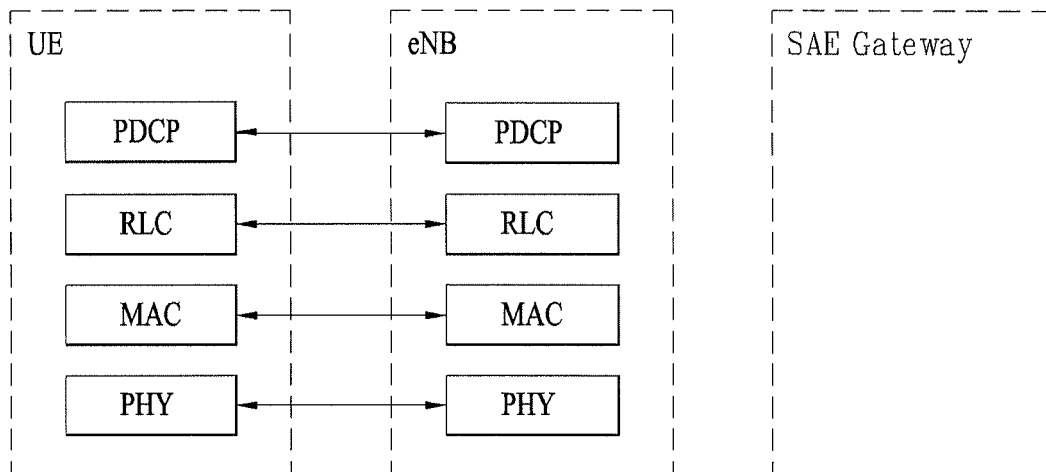 UE
eNB
SAE Gateway
PDCP
PDCP
RLC
RLC
MAC
MAC
PHY
PHY